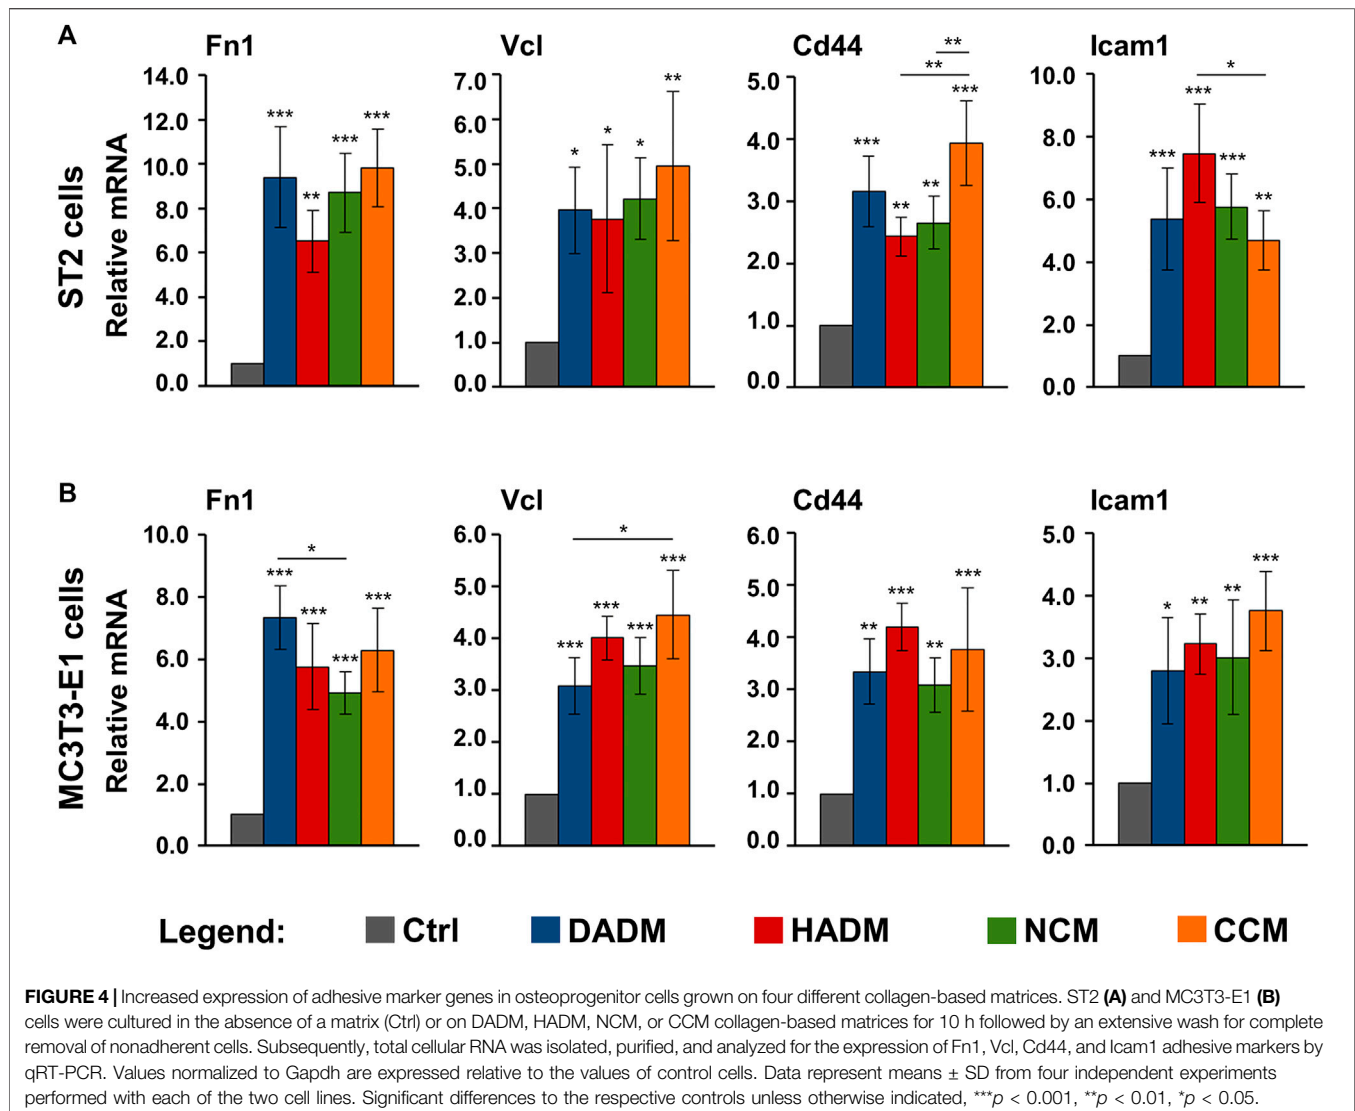 A
Fn1 Vcl Cd44 Icam1
ST2 cells
Relative mRNA
14.0
12.0
10.0
8.0
6.0
4.0
2.0
0.0
*** ** *** ***
7.0
6.0
5.0
4.0
3.0
2.0
1.0
0.0
* * * **
5.0
4.0
3.0
2.0
1.0
0.0
**
**
*** ** ** ***
10.0
8.0
6.0
4.0
2.0
0.0
*
*** *** *** **
B
Fn1 Vcl Cd44 Icam1
MC3T3-E1 cells
Relative mRNA
10.0
8.0
6.0
4.0
2.0
0.0
*
*** *** *** ***
6.0
5.0
4.0
3.0
2.0
1.0
0.0
*
*** *** *** ***
6.0
5.0
4.0
3.0
2.0
1.0
0.0
** *** ** ***
5.0
4.0
3.0
2.0
1.0
0.0
* ** ** ***
Legend: Ctrl DADM HADM NCM CCM
FIGURE 4 | Increased expression of adhesive marker genes in osteoprogenitor cells grown on four different collagen-based matrices. ST2 (A) and MC3T3-E1 (B)
cells were cultured in the absence of a matrix (Ctrl) or on DADM, HADM, NCM, or CCM collagen-based matrices for 10 h followed by an extensive wash for complete
removal of nonadherent cells. Subsequently, total cellular RNA was isolated, purified, and analyzed for the expression of Fn1, Vcl, Cd44, and Icam1 adhesive markers by
qRT-PCR. Values normalized to Gapdh are expressed relative to the values of control cells. Data represent means ± SD from four independent experiments
performed with each of the two cell lines. Significant differences to the respective controls unless otherwise indicated, ***p < 0.001, **p < 0.01, *p < 0.05.